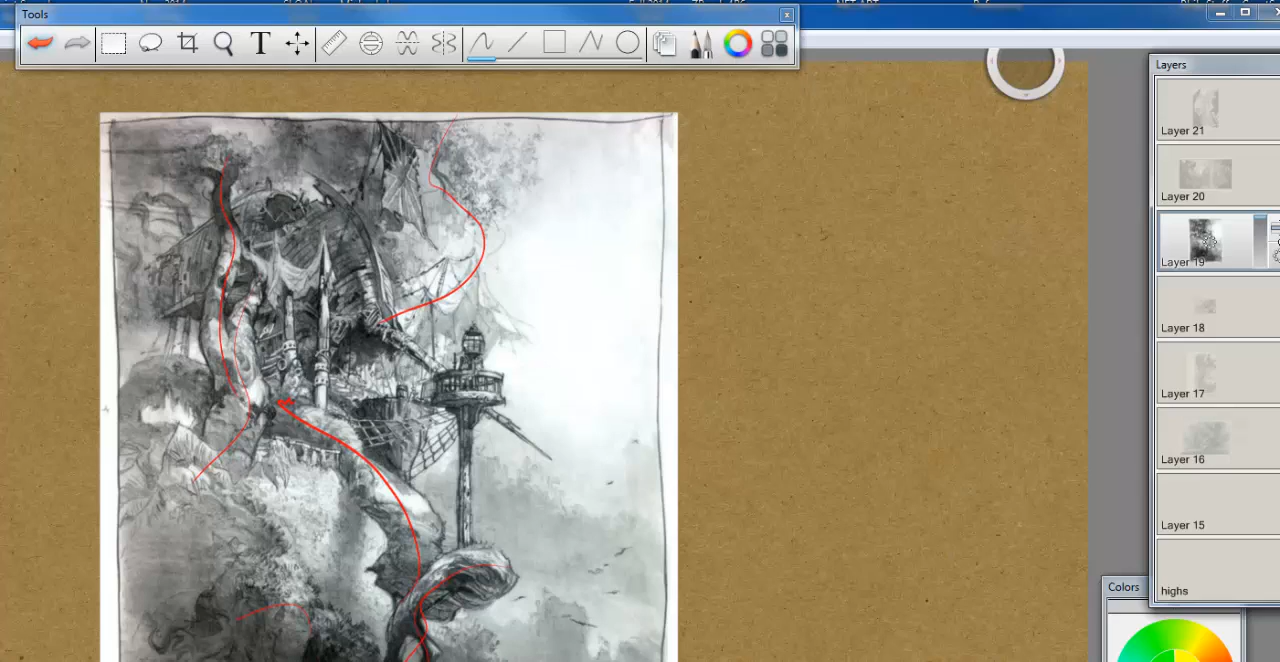 Tools
T
Layers
Layer 21
Layer 20
Layer 19
Layer 18
Layer 17
Layer 16
Layer 15
highs
Colors